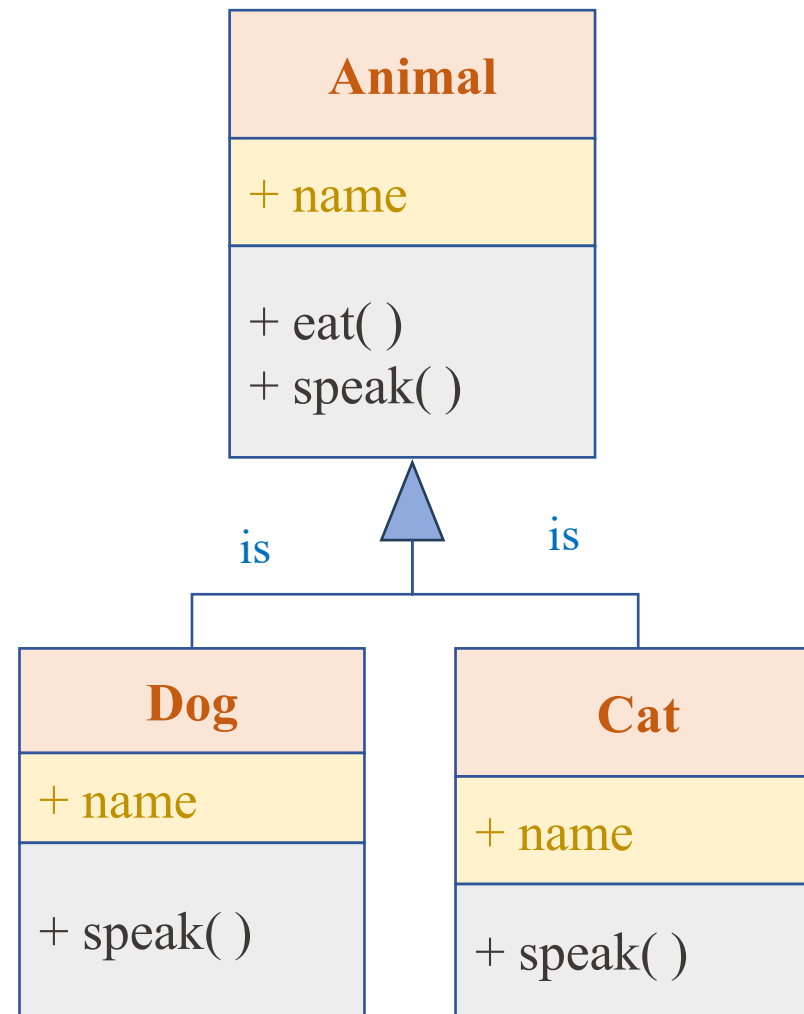 Animal
+ name
+ eat( )
+ speak( )
is
is
Dog
+ name
+ speak( )
Cat
+ name
+ speak( )